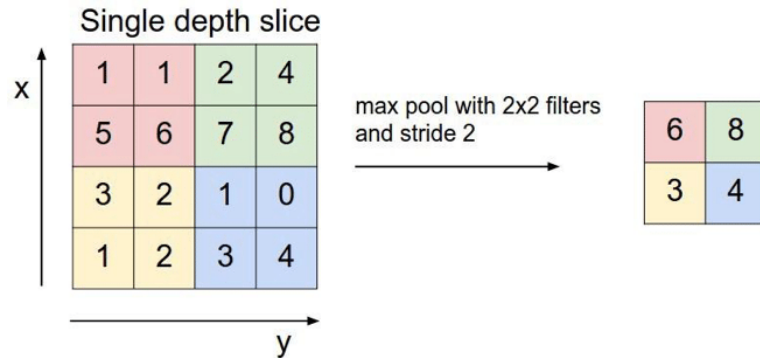 Single depth slice
x
1 1 2 4
5 6 7 8
3 2 1 0
1 2 3 4
y
max pool with 2x2 filters
and stride 2
6 8
3 4